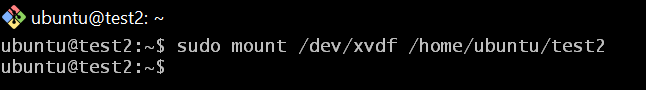 ubuntu@test2: ~
ubuntu@test2:~$ sudo mount /dev/xvdf /home/ubuntu/test2
ubuntu@test2:~$